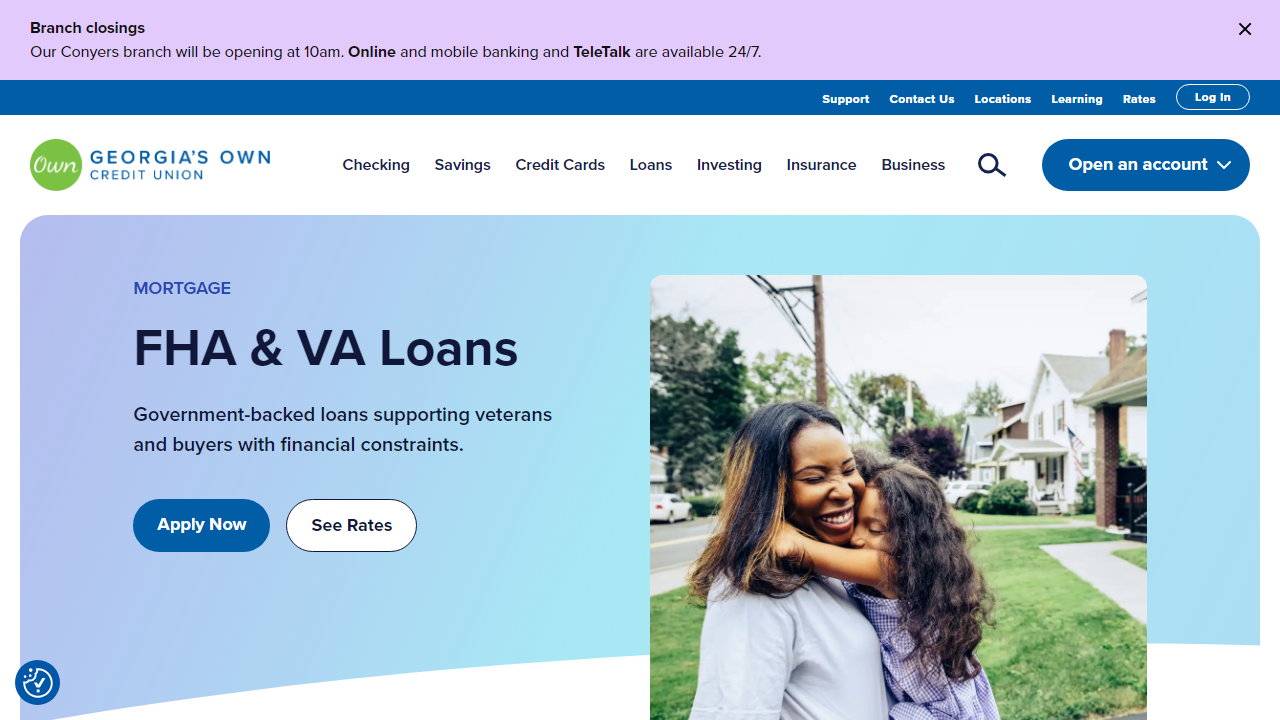 Branch closings
Our Conyers branch will be opening at 10am. Online and mobile banking and TeleTalk are available 24/7.
Support Contact Us Locations Learning Rates Log In
Own GEORGIA'S OWN
CREDIT UNION
Checking Savings Credit Cards Loans Investing Insurance Business Open an account
MORTGAGE
FHA & VA Loans
Government-backed loans supporting veterans
and buyers with financial constraints.
Apply Now See Rates